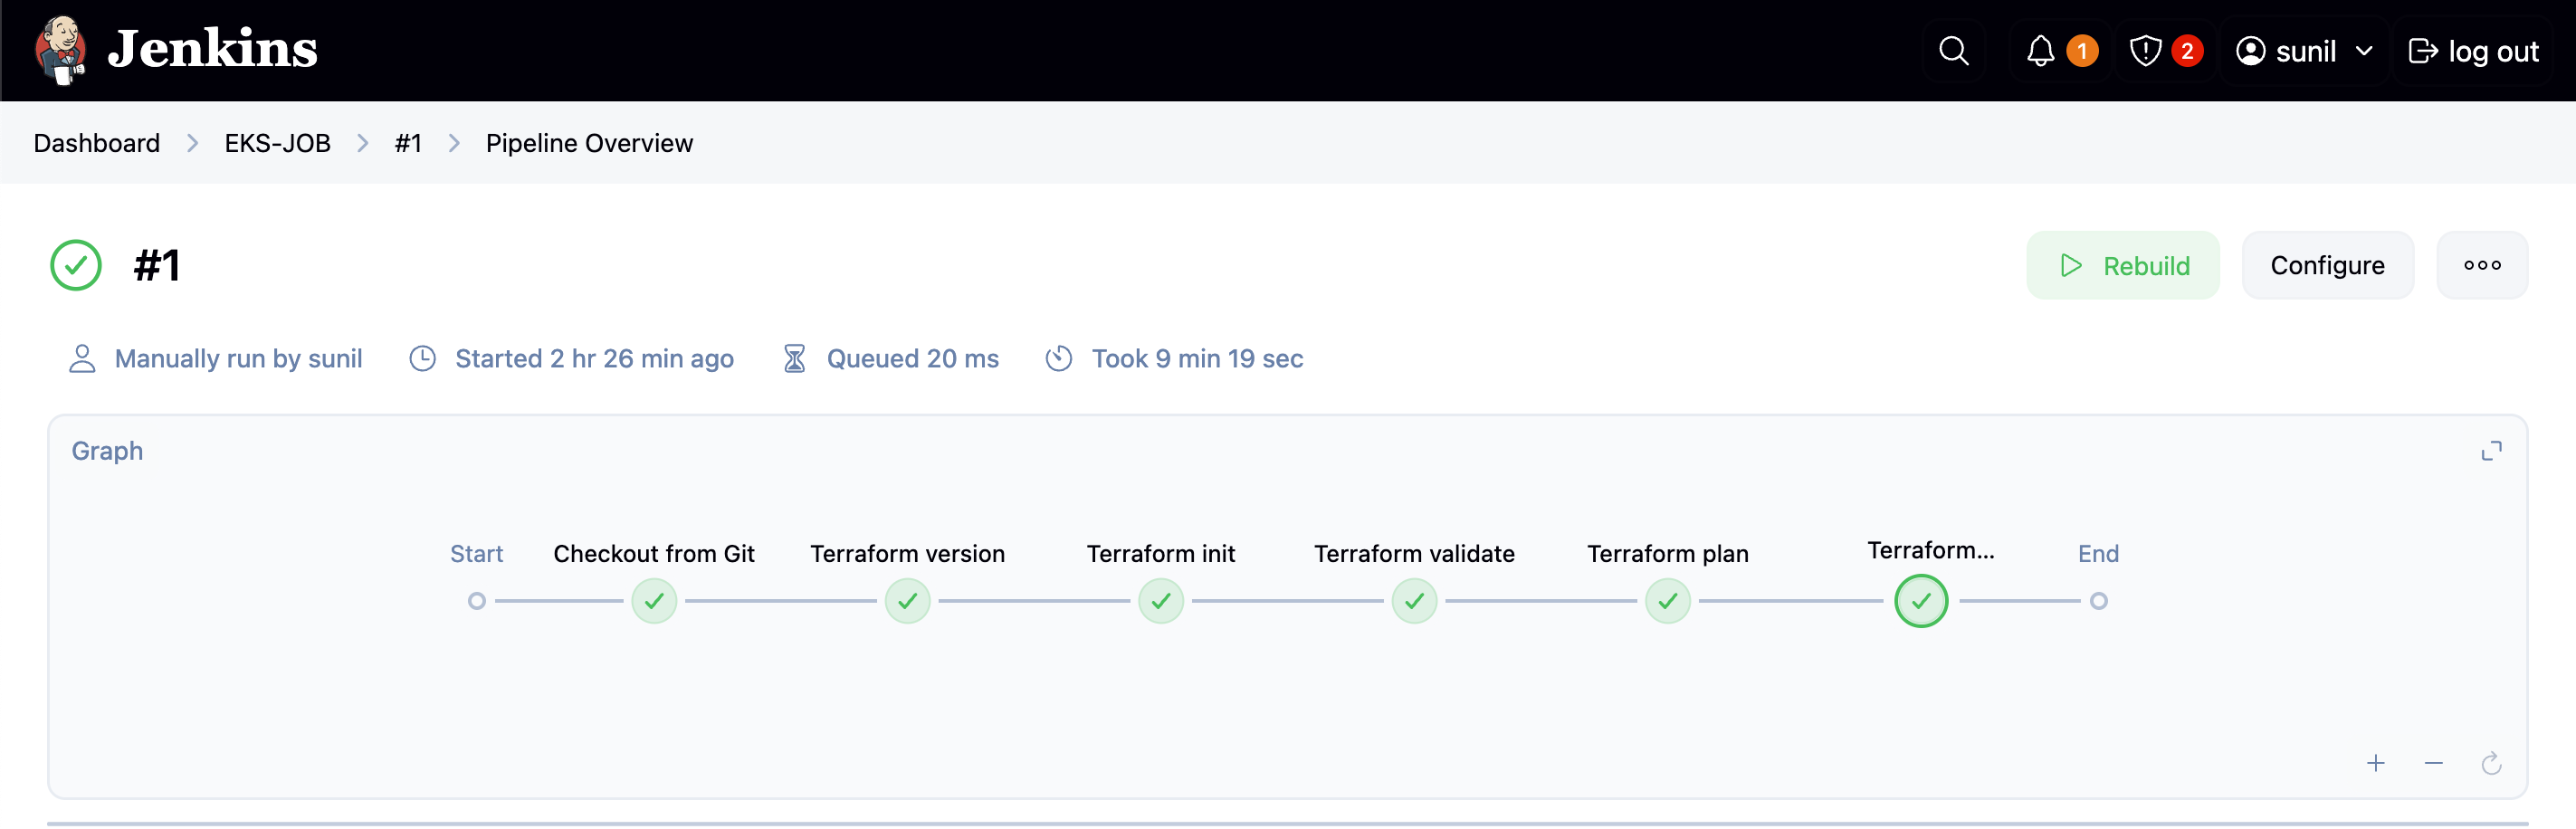 Jenkins 1 2 sunil log out
Dashboard EKS-JOB #1 Pipeline Overview
#1 Rebuild Configure
Manually run by sunil Started 2 hr 26 min ago Queued 20 ms Took 9 min 19 sec
Graph
Start Checkout from Git Terraform version Terraform init Terraform validate Terraform plan Terraform... End